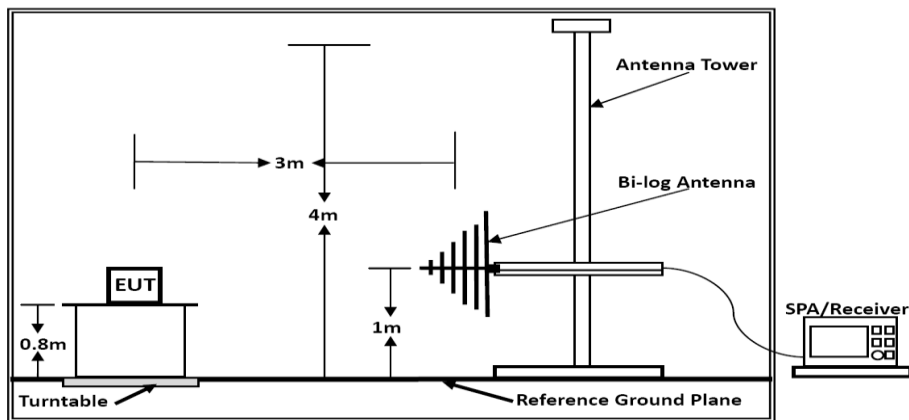 Antenna Tower
3m
Bi-log Antenna
4m
EUT
SPA/Receiver
0.8m
1m
Turntable
Reference Ground Plane